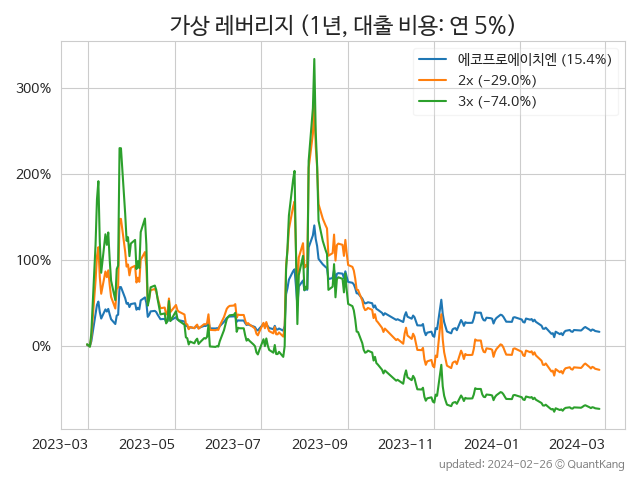 가상 레버리지 (1년, 대출 비용: 연 5%)
에코프로에이치엔 (15.4%)
2x (−29.0%)
3x (−74.0%)
300%
200%
100%
0%
2023-03 2023-05 2023-07 2023-09 2023-11 2024-01 2024-03
updated: 2024-02-26 © QuantKang